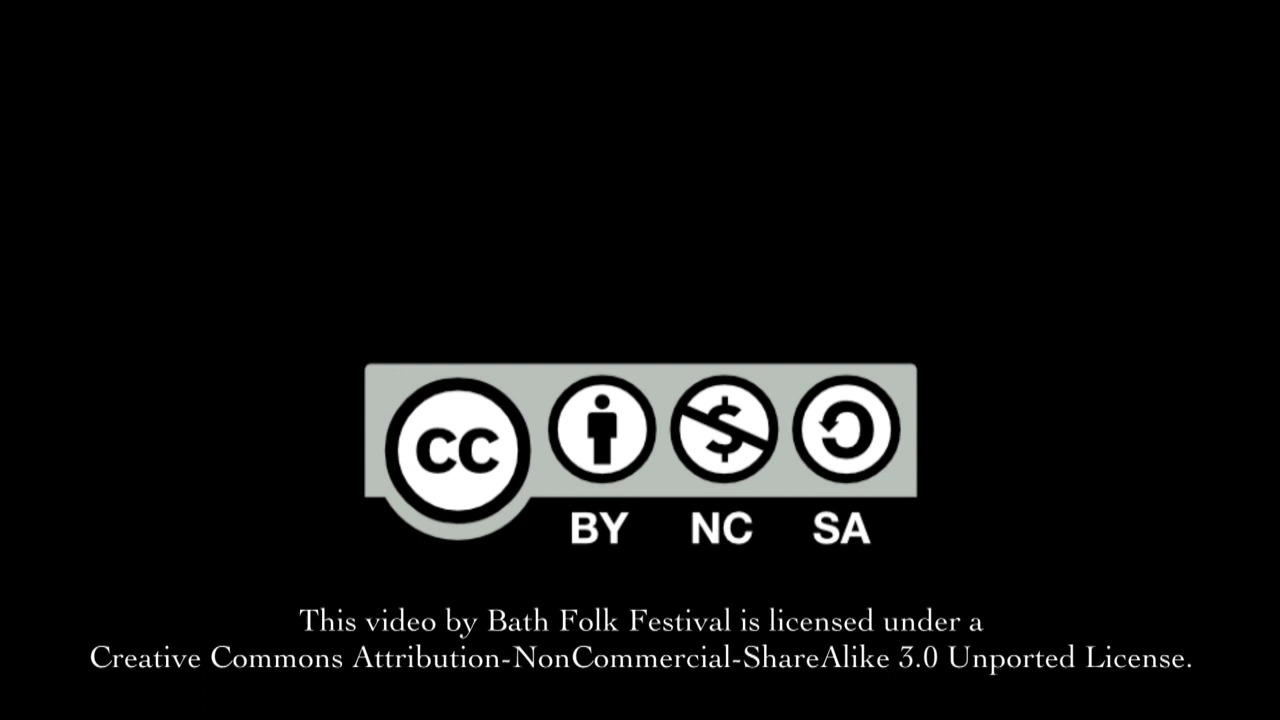 CC
BY NC SA
This video by Bath Folk Festival is licensed under a
Creative Commons Attribution-NonCommercial-ShareAlike 3.0 Unported License.